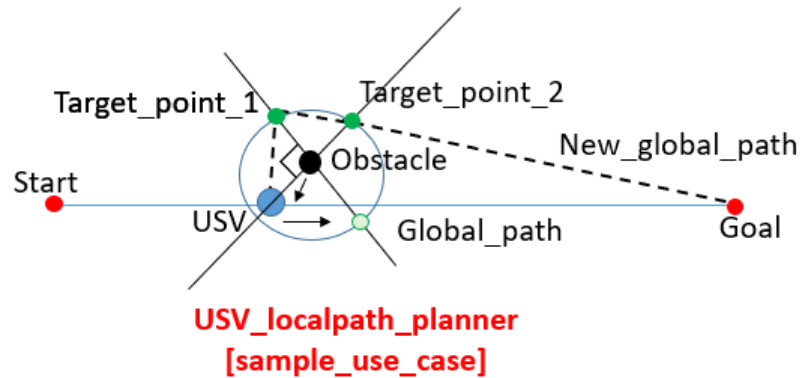 Target_point_1
Target_point_2
New_global_path
Obstacle
Start
USV
Global_path
Goal
USV_localpath_planner
[sample_use_case]